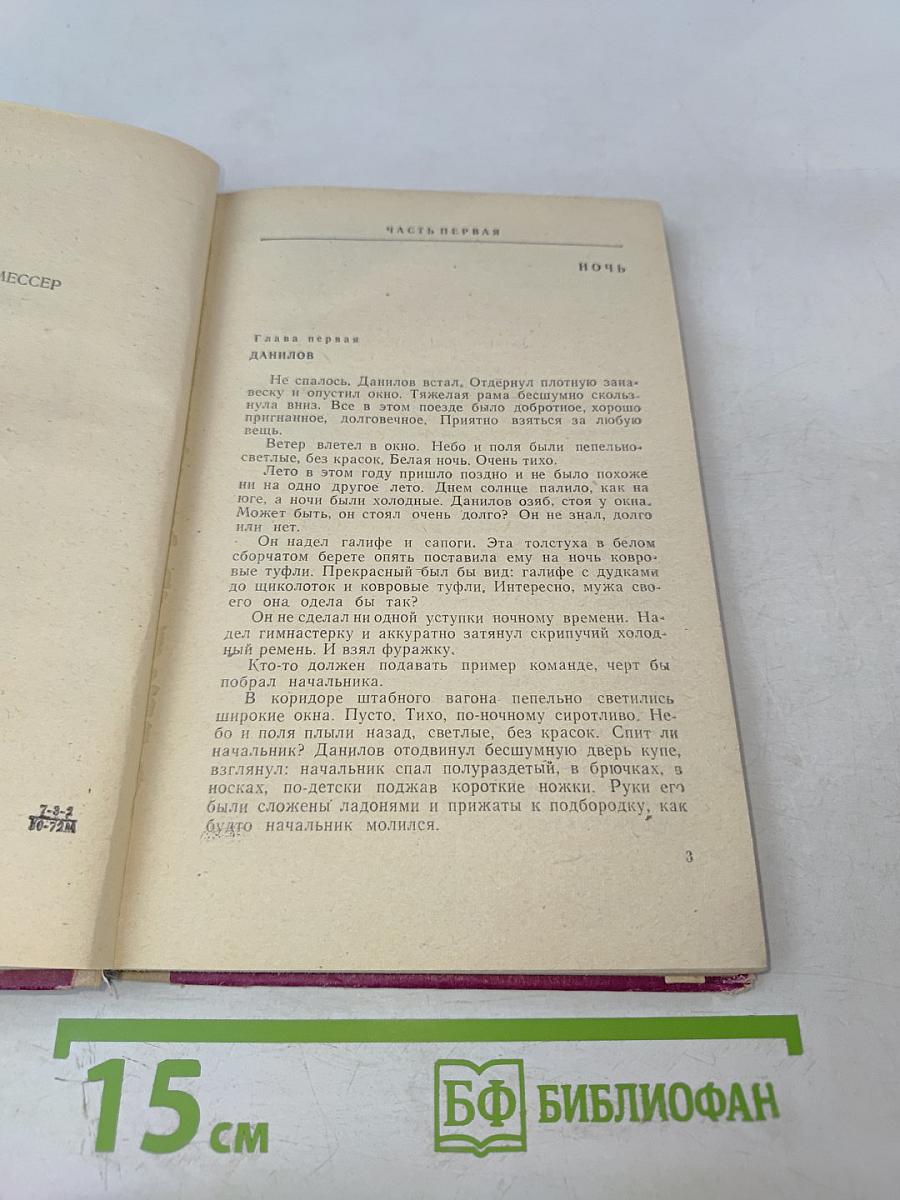 МЕССЕР
7-3-2
80-72М
ЧАСТЬ ПЕРВАЯ
НОЧЬ
Глава первая
ДАНИЛОВ
Не спалось. Данилов встал. Отдёрнул плотную зана-
веску и опустил окно. Тяжелая рама бесшумно скольз-
нула вниз. Все в этом поезде было добротное, хорошо
пригнанное, долговечное. Приятно взяться за любую
вещь.
Ветер влетел в окно. Небо и поля были пепельно-
светлые, без красок. Белая ночь. Очень тихо.
Лето в этом году пришло поздно и не было похоже
ни на одно другое лето. Днем солнце палило, как на
юге, а ночи были холодные. Данилов озяб, стоя у окна.
Может быть, он стоял очень долго? Он не знал, долго
или нет.
Он надел галифе и сапоги. Эта толстуха в белом
сборчатом берете опять поставила ему на ночь ковро-
вые туфли. Прекрасный был бы вид: галифе с дудками
до щиколоток и ковровые туфли. Интересно, мужа сво-
его она одела бы так?
Он не сделал ни одной уступки ночному времени. На-
дел гимнастерку и аккуратно затянул скрипучий холод-
ный ремень. И взял фуражку.
Кто-то должен подавать пример команде, черт бы
побрал начальника.
В коридоре штабного вагона пепельно светились
широкие окна. Пусто. Тихо, по-ночному сиротливо. Не-
бо и поля плыли назад, светлые, без красок. Спит ли
начальник? Данилов отодвинул бесшумную дверь купе,
взглянул: начальник спал полураздетый, в брючках, в
носках, по-детски поджав короткие ножки. Руки его
были сложены ладонями и прижаты к подбородку, как
будто начальник молился.
3
15 см
БФ БИБЛИОФАН